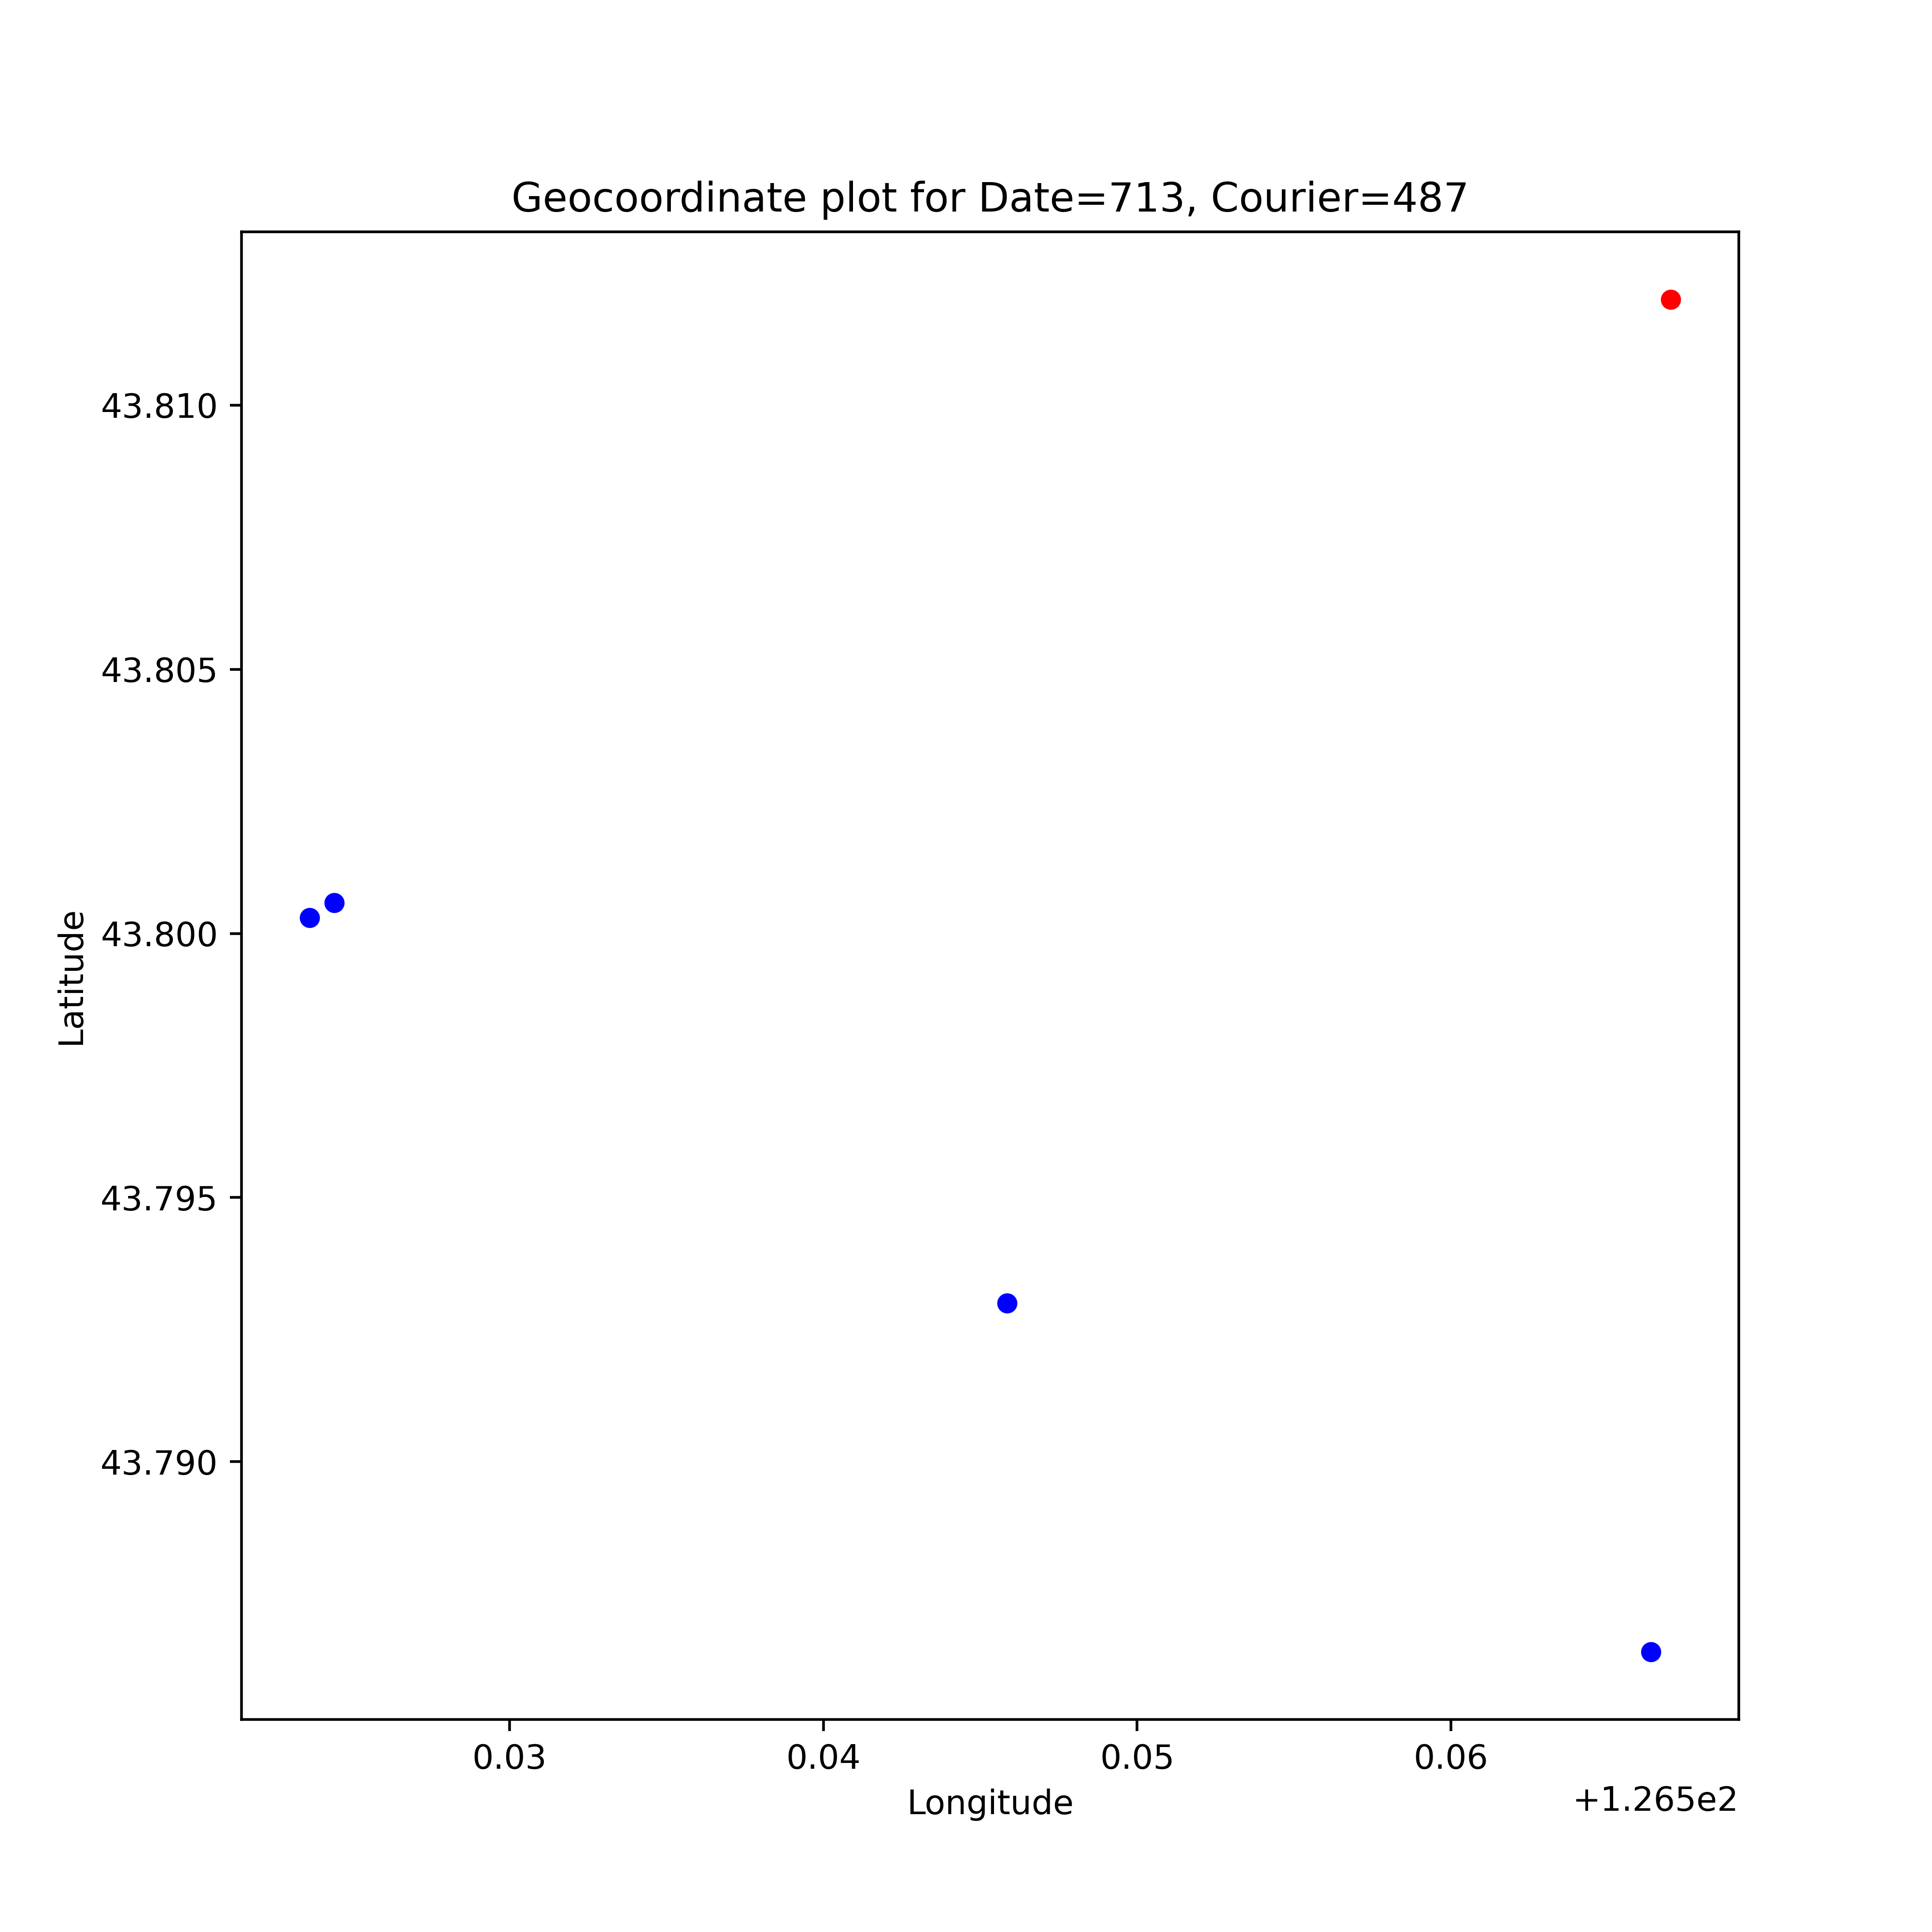 Geocoordinate plot for Date=713, Courier=487
43.810
43.805
43.800
43.795
43.790
Latitude
0.03 0.04 0.05 0.06
Longitude
+1.265e2